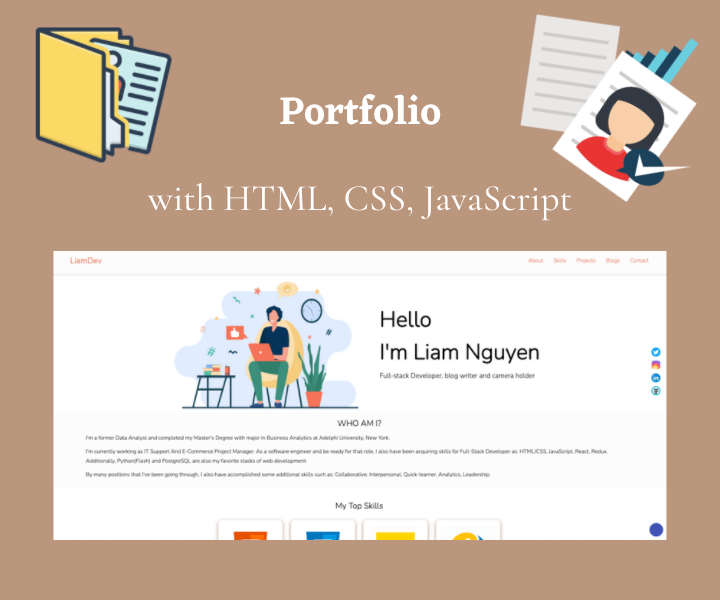 Portfolio
with HTML, CSS, JavaScript
LiamDev
About Skills Projects Blogs Contact
Hello
I'm Liam Nguyen
Full-stack Developer, blog writer and camera holder
WHO AM I?
I'm a former Data Analyst and completed my Master's Degree with major in Business Analytics at Adelphi University, New York.
I'm currently working as IT Support And E-Commerce Project Manager. As a software engineer and be ready for that role, I also have been acquiring skills for Full-Stack Developer as: HTML/CSS, JavaScript, React, Redux.
Additionally, Python(Flash) and PostgreSQL are also my favorite stacks of web development
By many positions that I've been going through, I also have accomplished some additional skills such as: Collaborative, Interpersonal, Quick-learner, Analytics, Leadership.
My Top Skills